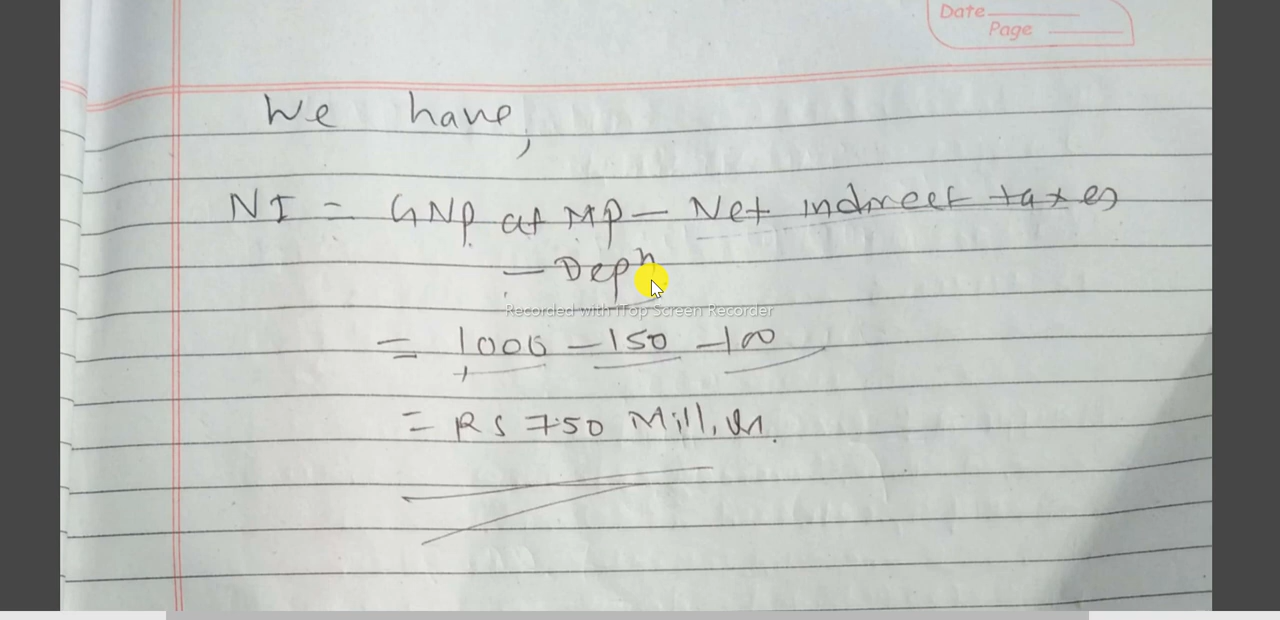 Date
Page
We have,
NI = GNP at MP – Net indirect taxes
– Depn
Recorded with iTop Screen Recorder
= 1000 – 150 – 100
= RS 750 Million.